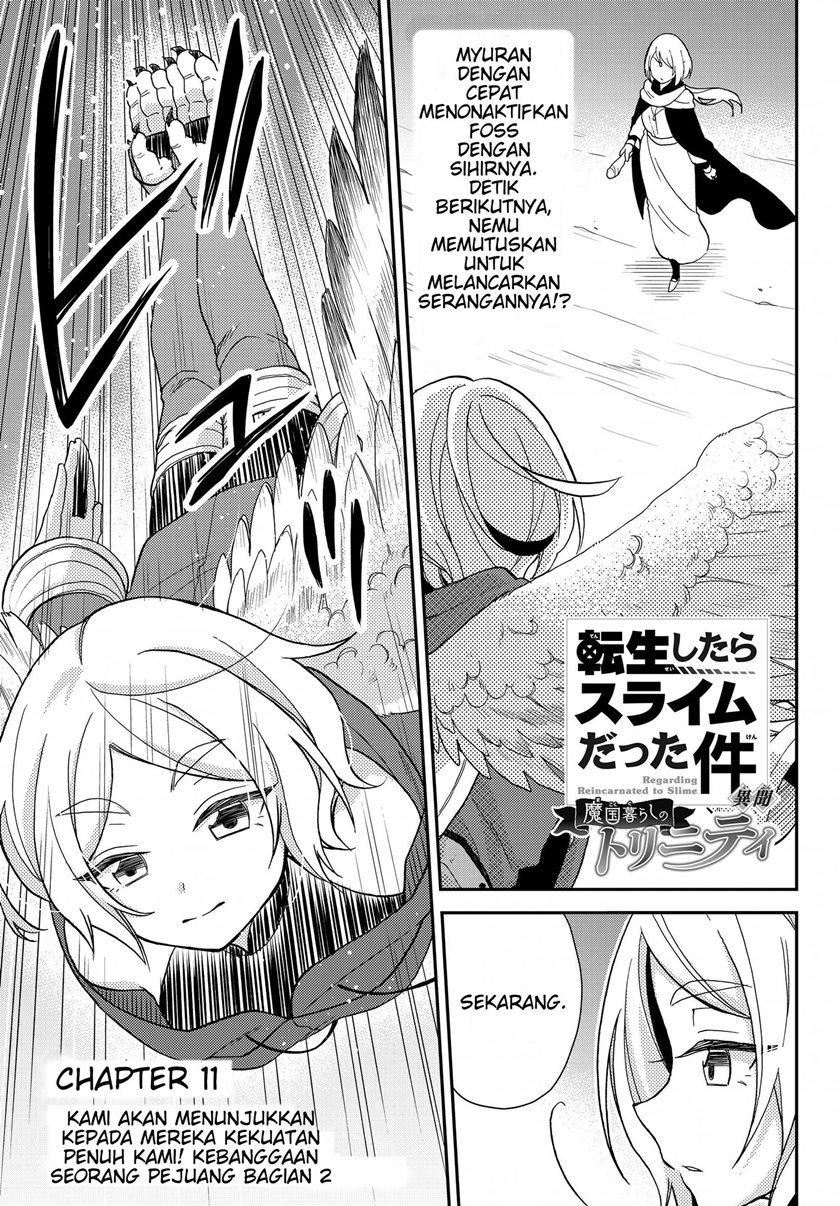 MYURAN
DENGAN
CEPAT
MENONAKTIFKAN
FOSS
DENGAN
SIHIRNYA.
DETIK
BERIKUTNYA,
NEMU
MEMUTUSKAN
UNTUK
MELANCARKAN
SERANGANNYA!?
転生したら
スライム
だった件
Regarding
Reincarnated to Slime
異聞
魔国暮らしの
トリニティ
SEKARANG.
ビュ
CHAPTER 11
KAMI AKAN MENUNJUKKAN
KEPADA MEREKA KEKUATAN
PENUH KAMI! KEBANGGAAN
SEORANG PEJUANG BAGIAN 2